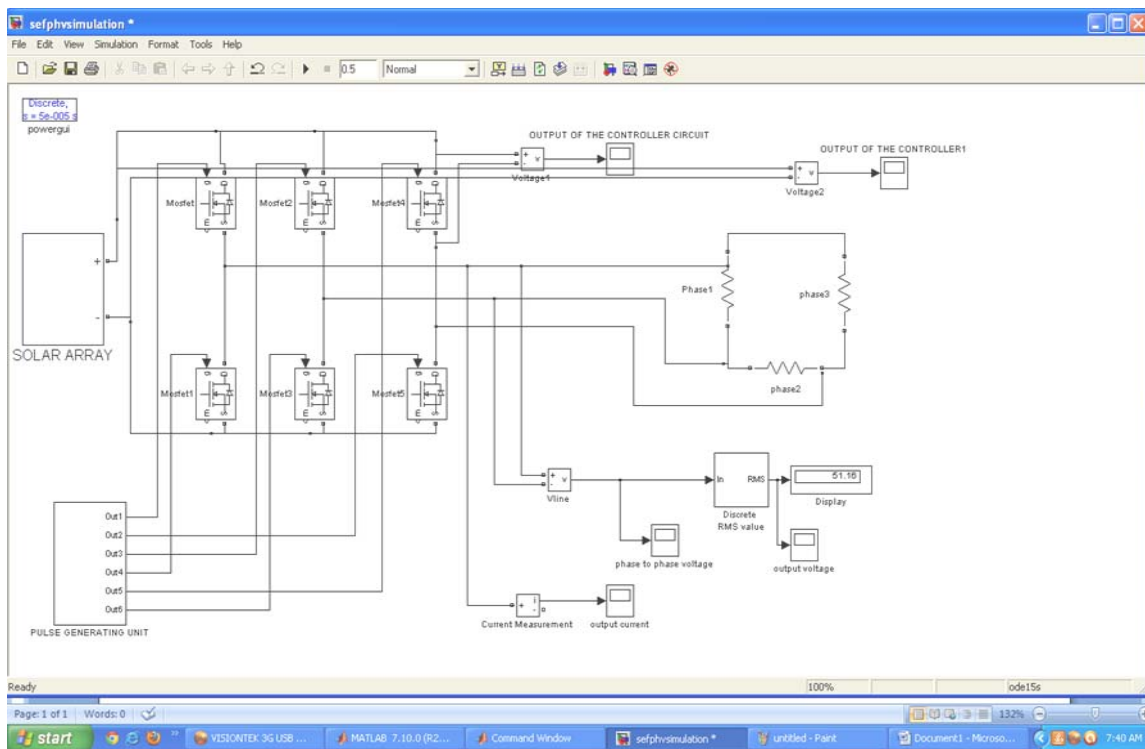 sefphvsimulation *
File Edit View Simulation Format Tools Help
0.5 Normal
Discrete,
s = 5e-005 s
powergui
OUTPUT OF THE CONTROLLER CIRCUIT
OUTPUT OF THE CONTROLLER1
+ - v
Voltage1
+ - v
Voltage2
g D
Mosfet
E S
g D
Mosfet2
E S
g D
Mosfet4
E S
+
-
SOLAR ARRAY
Phase1
phase3
phase2
g D
Mosfet1
E S
g D
Mosfet3
E S
g D
Mosfet5
E S
+ - v
Vline
In RMS
Discrete
RMS value
51.16
Display
phase to phase voltage
output voltage
Out1
Out2
Out3
Out4
Out5
Out6
PULSE GENERATING UNIT
+ i -
Current Measurement
output current
Ready 100% ode15s
Page: 1 of 1 Words: 0 132%
start VISIONTEK 3G USB ... MATLAB 7.10.0 (R2... Command Window sefphvsimulation * untitled - Paint Document1 - Microso... 7:40 AM